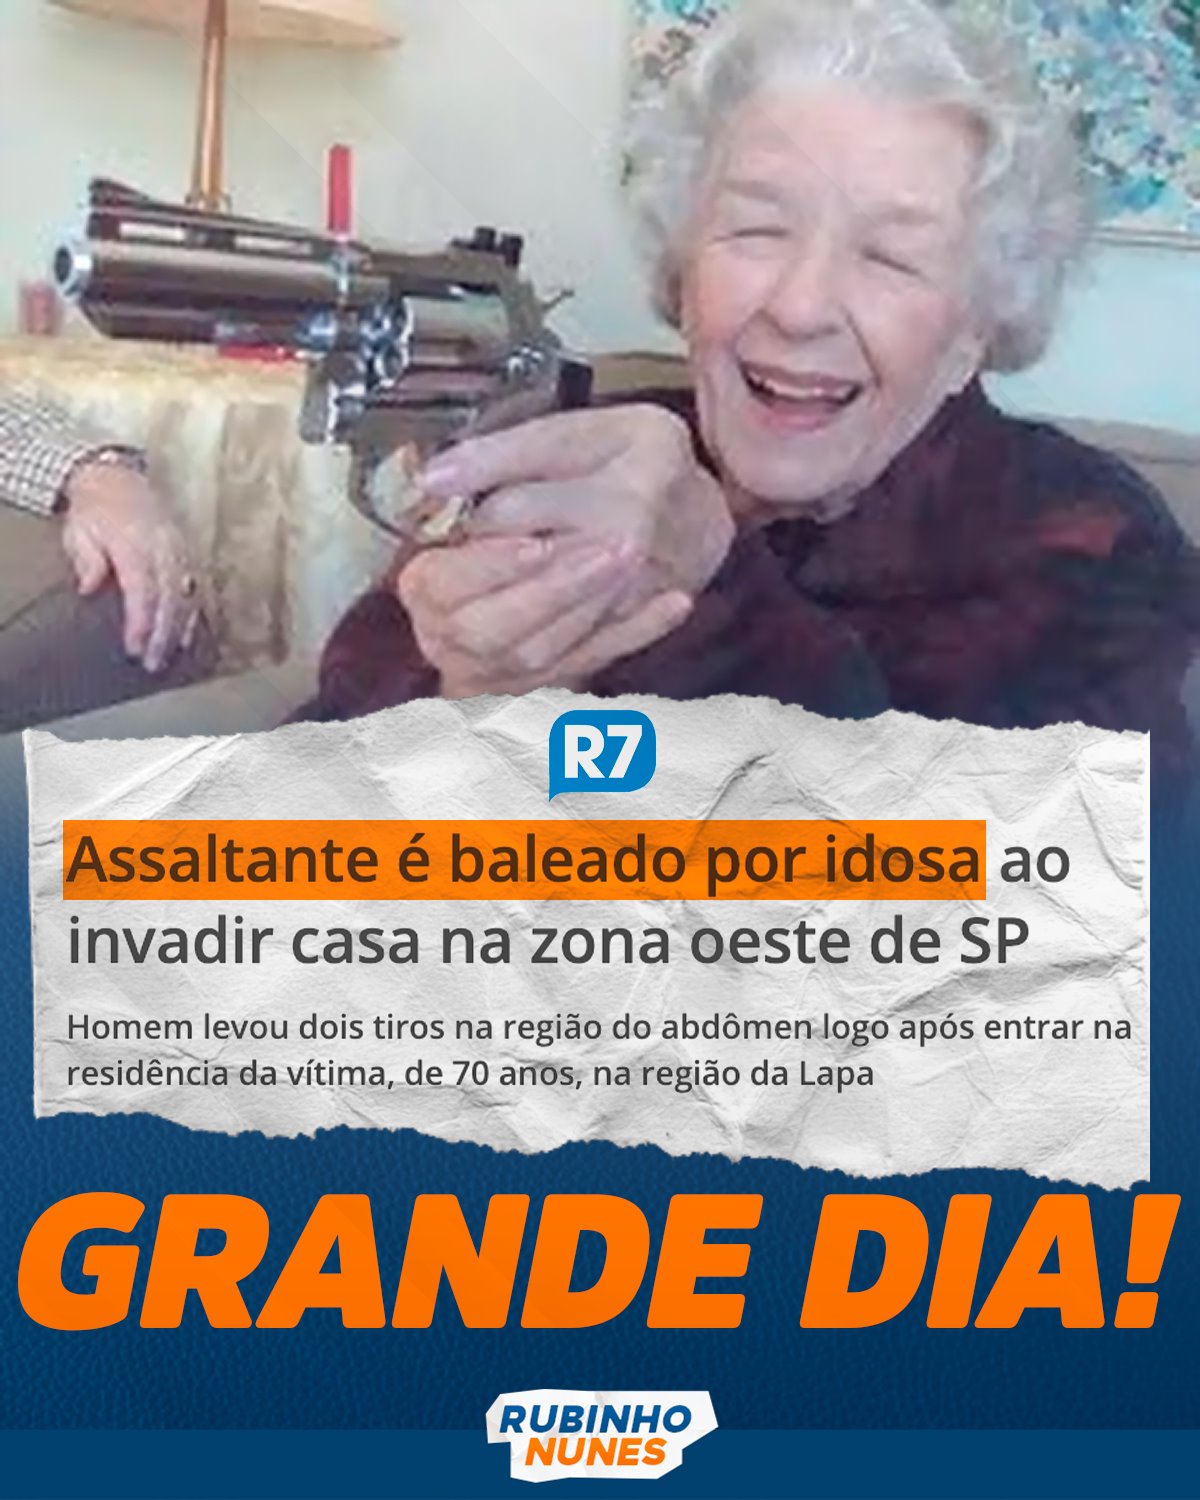 R7
Assaltante é baleado por idosa ao
invadir casa na zona oeste de SP
Homem levou dois tiros na região do abdômen logo após entrar na
residência da vítima, de 70 anos, na região da Lapa
GRANDE DIA!
RUBINHO
NUNES